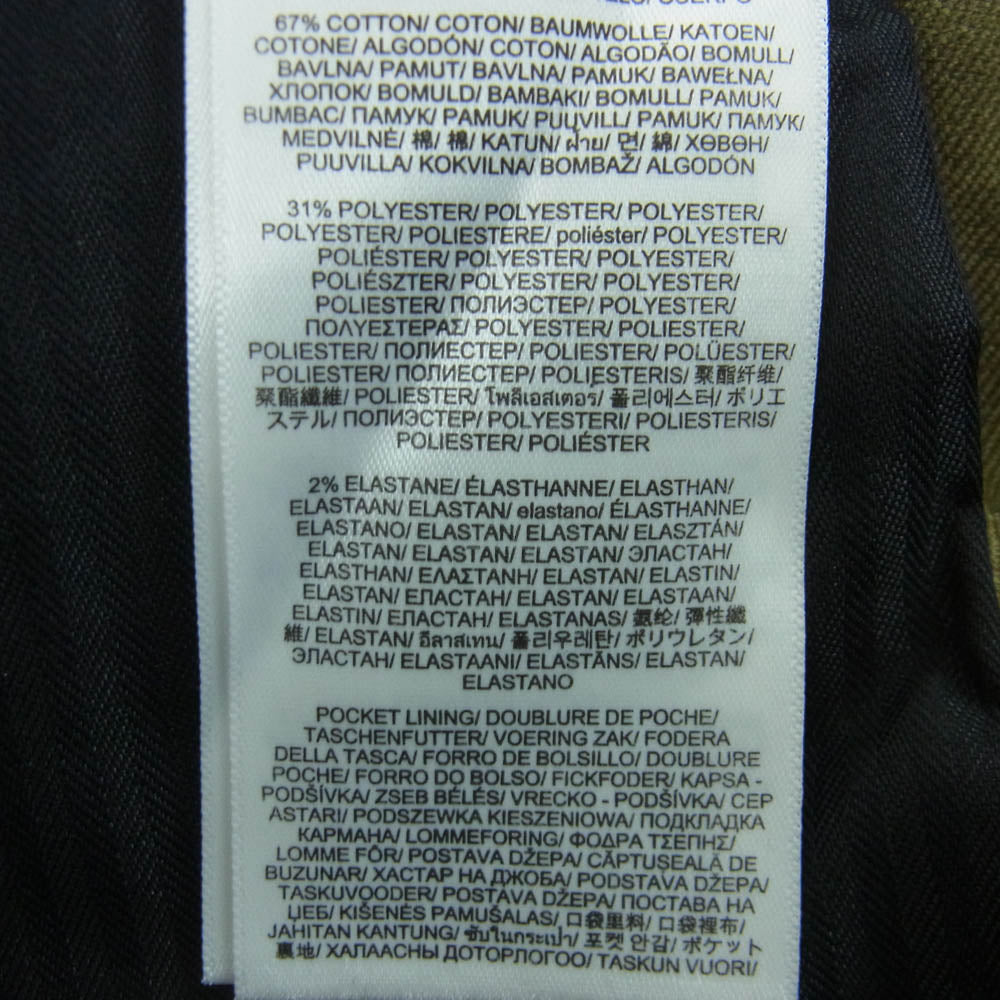 67% COTTON/ COTON/ BAUMWOLLE/ KATOEN/
COTONE/ ALGODÓN/ COTON/ ALGODÃO/ BOMULL/
BAVLNA/ PAMUT/ BAVLNA/ PAMUK/ BAWEŁNA/
ХЛОПОК/ BOMULD/ BAMBAKI/ BOMULL/ PAMUK/
BUMBAC/ ПАМУК/ PAMUK/ PUUVILL/ PAMUK/ ПАМУК/
MEDVILNĖ/ 棉/ 棉/ KATUN/ ฝ้าย/ 면/ 綿/ ХӨВӨН/
PUUVILLA/ KOKVILNA/ BOMBAŽ/ ALGODÓN
31% POLYESTER/ POLYESTER/ POLYESTER/
POLYESTER/ POLIESTERE/ poliéster/ POLYESTER/
POLIÉSTER/ POLYESTER/ POLYESTER/
POLIÉSZTER/ POLYESTER/ POLYESTER/
POLIESTER/ ПОЛИЭСТЕР/ POLYESTER/
ΠΟΛΥΕΣΤΕΡΑΣ/ POLYESTER/ POLYESTER/
POLIESTER/ ПОЛИЕСТЕР/ POLIESTER/ POLÜESTER/
POLIESTER/ ПОЛИЕСТЕР/ POLIESTERIS/ 聚酯纤维/
聚酯纖維/ POLIESTER/ โพลีเอสเตอร์/ 폴리에스터/ ポリエ
ステル/ ПОЛИЭСТЕР/ POLYESTERI/ POLIESTERIS/
POLIESTER/ POLIÉSTER
2% ELASTANE/ ÉLASTHANNE/ ELASTHAN/
ELASTAAN/ ELASTAN/ elastano/ ÉLASTHANNE/
ELASTANO/ ELASTAN/ ELASTAN/ ELASZTÁN/
ELASTAN/ ELASTAN/ ELASTAN/ ЭЛАСТАН/
ELASTHAN/ ΕΛΑΣΤΑΝΗ/ ELASTAN/ ELASTIN/
ELASTAN/ ЕЛАСТАН/ ELASTAN/ ELASTAAN/
ELASTIN/ ЕЛАСТАН/ ELASTANAS/ 氨纶/ 彈性纖
維/ ELASTAN/ อีลาสเทน/ 폴리우레탄/ ポリウレタン/
ЭЛАСТАН/ ELASTAANI/ ELASTĀNS/ ELASTAN/
ELASTANO
POCKET LINING/ DOUBLURE DE POCHE/
TASCHENFUTTER/ VOERING ZAK/ FODERA
DELLA TASCA/ FORRO DE BOLSILLO/ DOUBLURE
POCHE/ FORRO DO BOLSO/ FICKFODER/ KAPSA -
PODŠÍVKA/ ZSEB BÉLÉS/ VRECKO - PODŠÍVKA/ CEP
ASTARI/ PODSZEWKA KIESZENIOWA/ ПОДКЛАДКА
КАРМАНА/ LOMMEFORING/ ΦΟΔΡΑ ΤΣΕΠΗΣ/
LOMME FÔR/ POSTAVA DŽEPA/ CĂPTUȘEALĂ DE
BUZUNAR/ ХАСТАР НА ДЖОБА/ PODSTAVA DŽEPA/
TASKUVOODER/ POSTAVA DŽEPA/ ПОСТАВА НА
ЏЕБ/ KIŠENĖS PAMUŠALAS/ 口袋里料/ 口袋裡布/
JAHITAN KANTUNG/ ซับในกระเป๋า/ 포켓 안감/ ポケット
裏地/ ХАЛААСНЫ ДОТОРЛОГОО/ TASKUN VUORI/